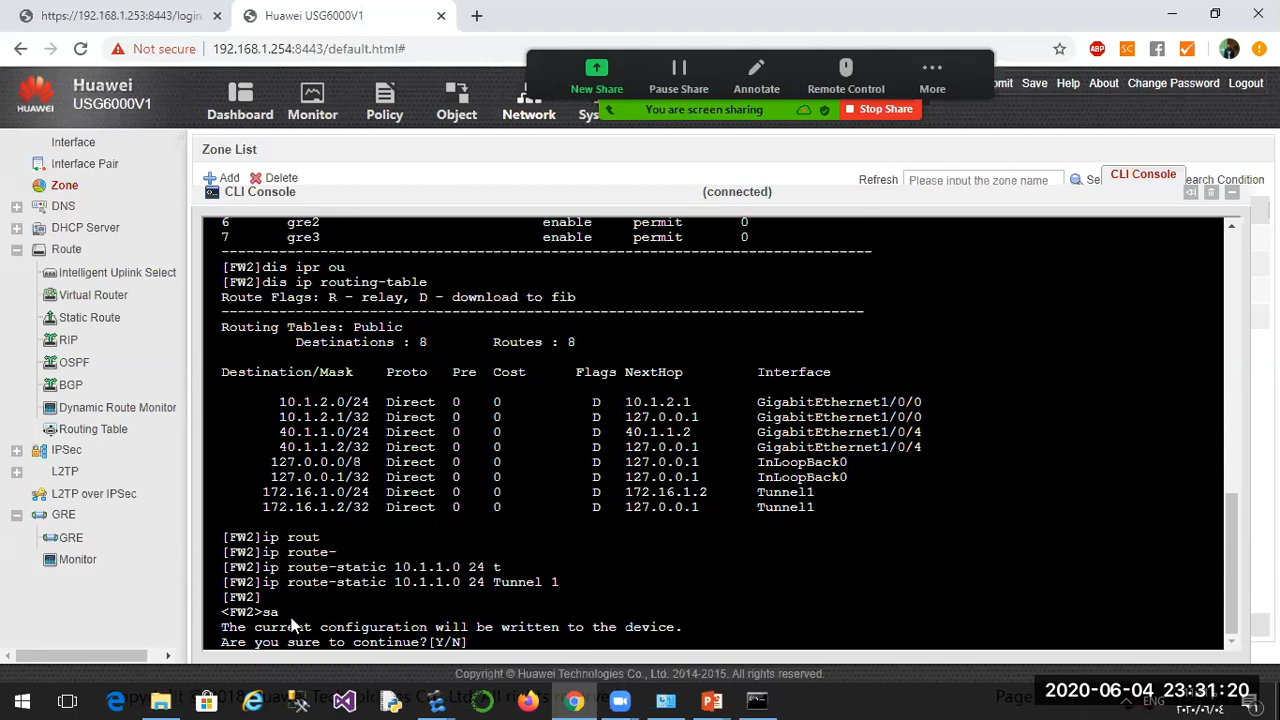 https://192.168.1.253:8443/login.
Huawei USG6000V1
Not secure
192.168.1.254:8443/default.html#
ABP
SC
HUAWEI
Huawei
USG6000V1
Dashboard
Monitor
Policy
Object
Network
Sys
New Share
Pause Share
Annotate
Remote Control
More
You are screen sharing
Stop Share
mit
Save
Help
About
Change Password
Logout
Interface
Interface Pair
Zone
DNS
DHCP Server
Route
Intelligent Uplink Select
Virtual Router
Static Route
RIP
OSPF
BGP
Dynamic Route Monitor
Routing Table
IPSec
L2TP
L2TP over IPSec
GRE
GRE
Monitor
Zone List
Add
Delete
Refresh
Please input the zone name
Se
CLI Console
earch Condition
CLI Console
(connected)
6 gre2 enable permit 0
7 gre3 enable permit 0
-------------------------------------------------------------------------------
[FW2]dis ipr ou
[FW2]dis ip routing-table
Route Flags: R - relay, D - download to fib
------------------------------------------------------------------------------
Routing Tables: Public
Destinations : 8 Routes : 8
Destination/Mask Proto Pre Cost Flags NextHop Interface
10.1.2.0/24 Direct 0 0 D 10.1.2.1 GigabitEthernet1/0/0
10.1.2.1/32 Direct 0 0 D 127.0.0.1 GigabitEthernet1/0/0
40.1.1.0/24 Direct 0 0 D 40.1.1.2 GigabitEthernet1/0/4
40.1.1.2/32 Direct 0 0 D 127.0.0.1 GigabitEthernet1/0/4
127.0.0.0/8 Direct 0 0 D 127.0.0.1 InLoopBack0
127.0.0.1/32 Direct 0 0 D 127.0.0.1 InLoopBack0
172.16.1.0/24 Direct 0 0 D 172.16.1.2 Tunnel1
172.16.1.2/32 Direct 0 0 D 127.0.0.1 Tunnel1
[FW2]ip rout
[FW2]ip route-
[FW2]ip route-static 10.1.1.0 24 t
[FW2]ip route-static 10.1.1.0 24 Tunnel 1
[FW2]
<FW2>sa
The current configuration will be written to the device.
Are you sure to continue?[Y/N]
Copyright © Huawei Technologies Co., Ltd. 2014-2015. All rights reserved.
ENG
2020-06-04 23:31:20
٢٠٢٠/٠٦/٠٤